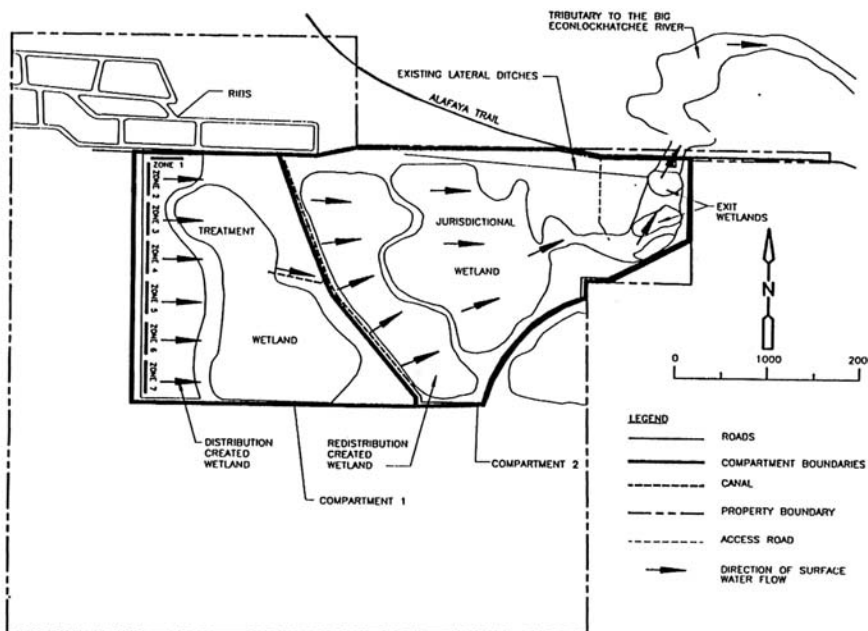 TRIBUTARY TO THE BIG
ECONLOCKHATCHEE RIVER
EXISTING LATERAL DITCHES
RIBS
ALAFAYA TRAIL
ZONE 1
ZONE 2
ZONE 3
ZONE 4
ZONE 5
ZONE 6
ZONE 7
TREATMENT
WETLAND
JURISDICTIONAL
WETLAND
EXIT
WETLANDS
N
0 1000 200
DISTRIBUTION
CREATED
WETLAND
REDISTRIBUTION
CREATED
WETLAND
COMPARTMENT 2
COMPARTMENT 1
LEGEND
ROADS
COMPARTMENT BOUNDARIES
CANAL
PROPERTY BOUNDARY
ACCESS ROAD
DIRECTION OF SURFACE
WATER FLOW